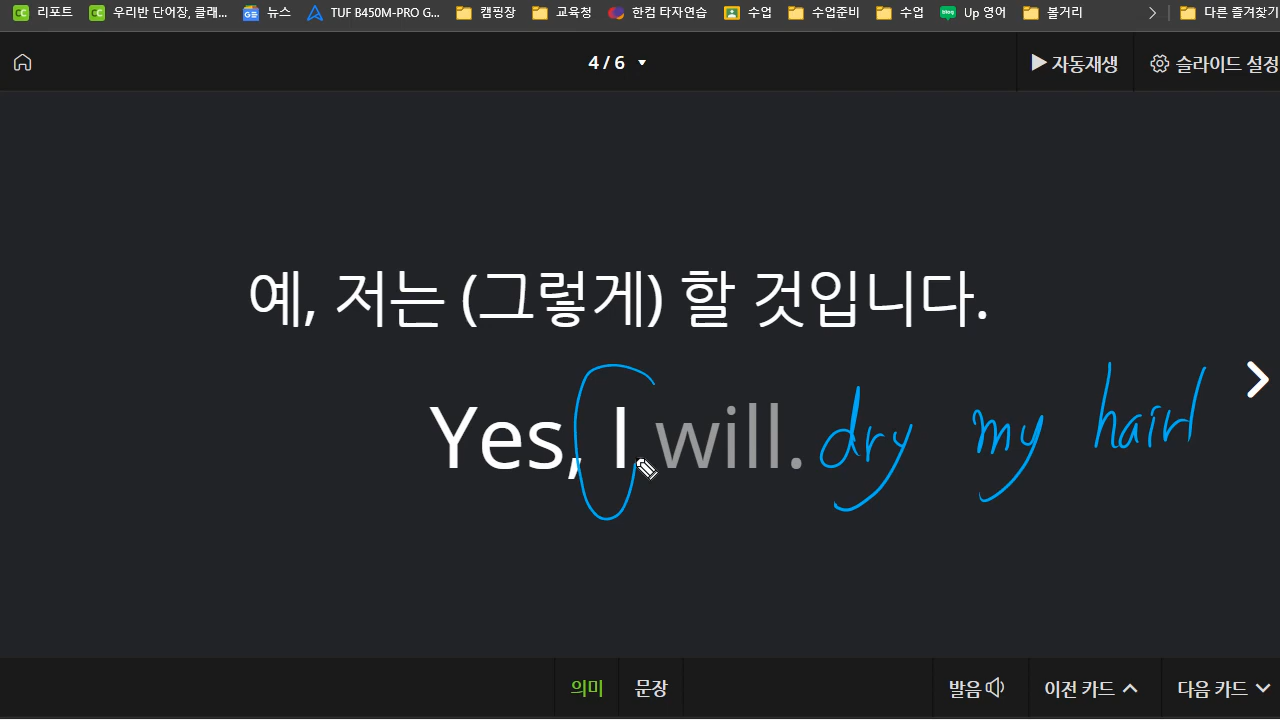 리포트 우리반 단어장, 클래... 뉴스 TUF B450M-PRO G... 캠핑장 교육청 한컴 타자연습 수업 수업준비 수업 Up 영어 볼거리 다른 즐겨찾기
4 / 6 자동재생 슬라이드 설정
예, 저는 (그렇게) 할 것입니다.
Yes, I will. dry my hair
의미 문장 발음 이전 카드 다음 카드